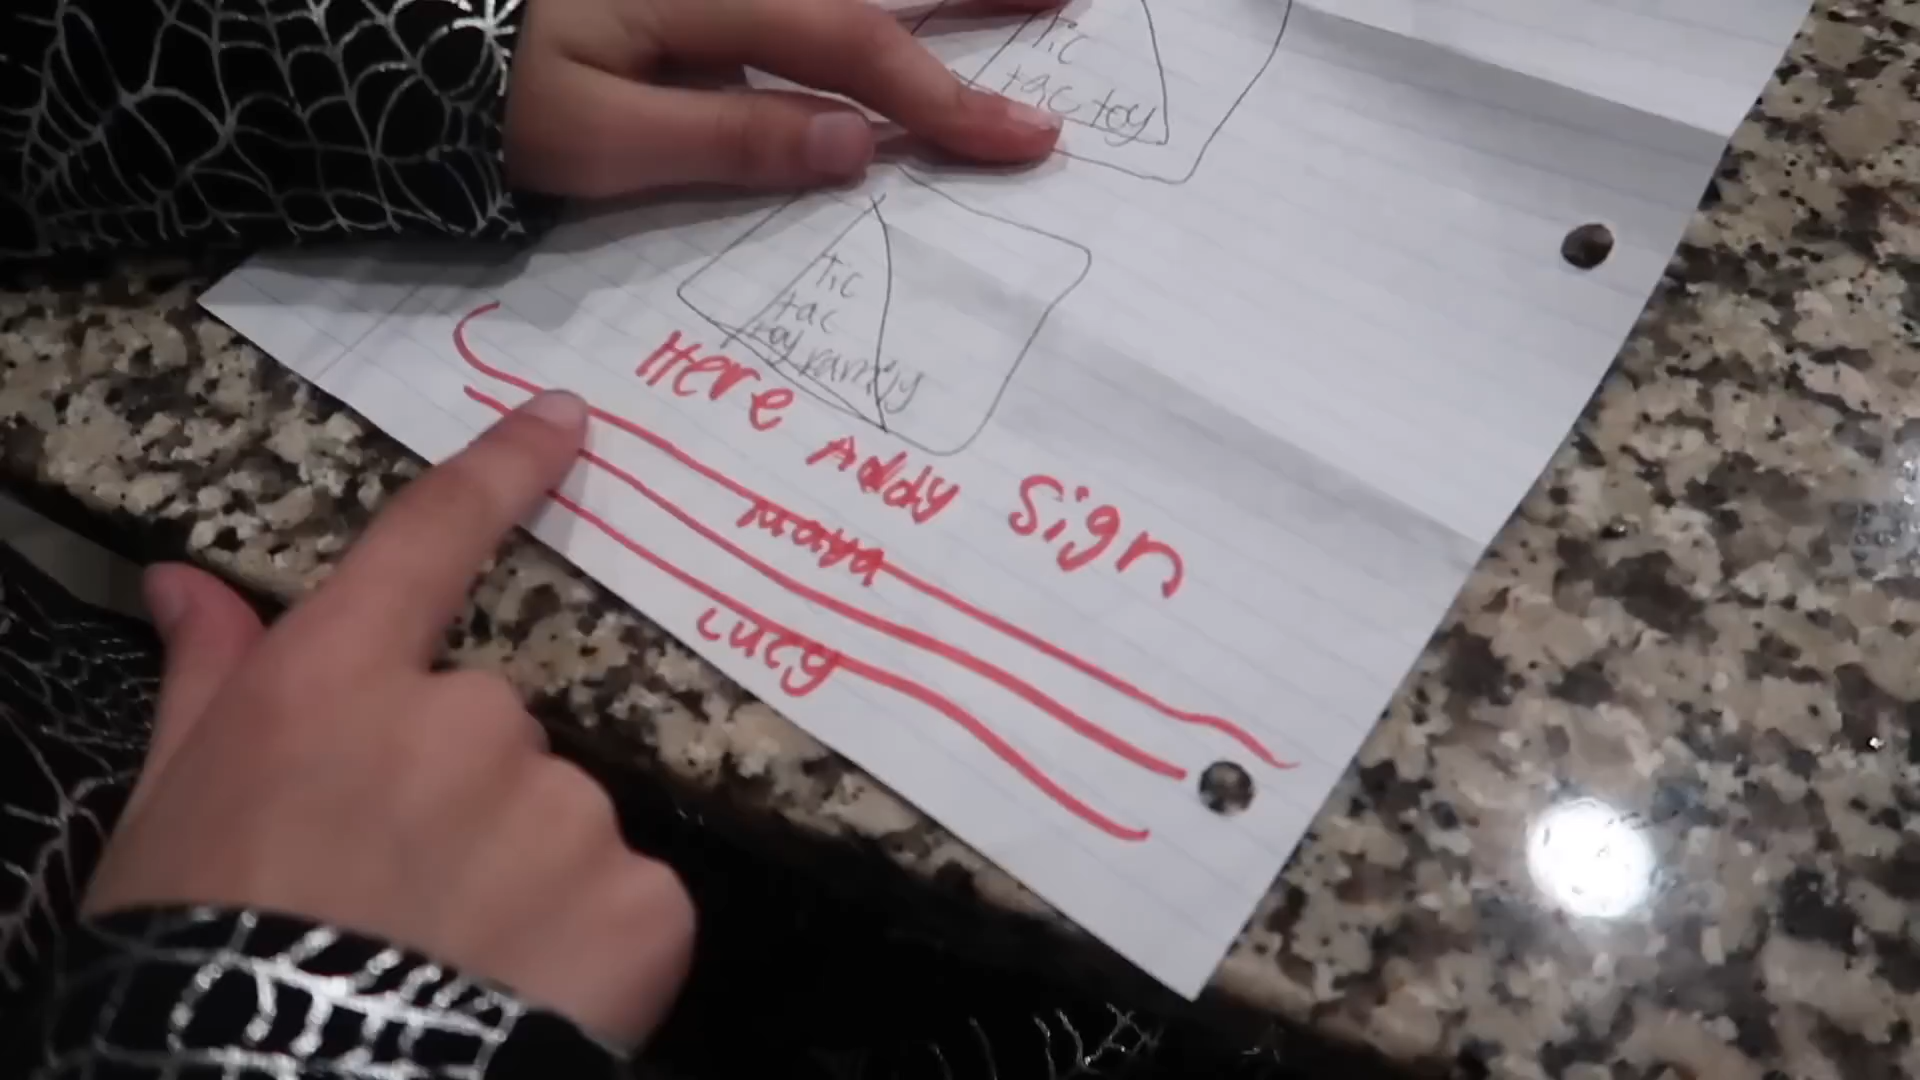 Tic
tac toy
Tic
tac
toy Family
Here Addy Sign
maya
Lucy